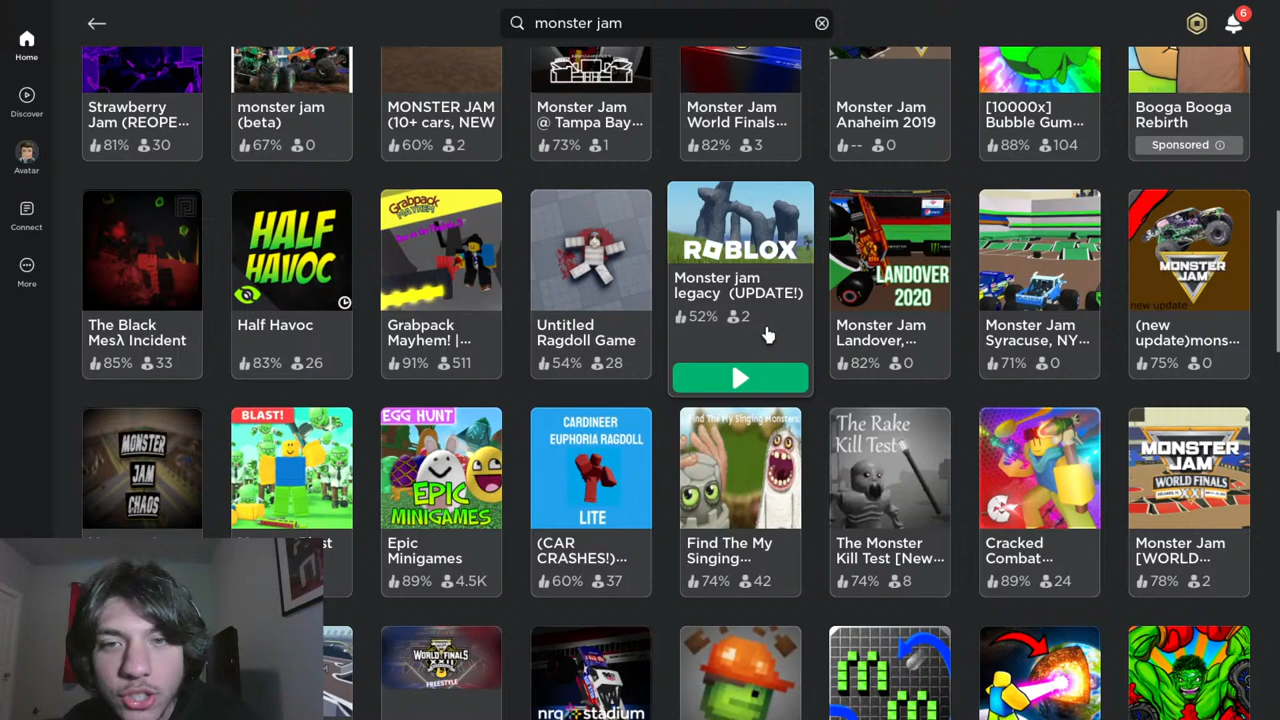 monster jam
6
Home
Discover
Avatar
Connect
More
Strawberry
Jam (REOPE...
81% 30
monster jam
(beta)
67% 0
MONSTER JAM
(10+ cars, NEW
60% 2
Monster Jam
@ Tampa Bay...
73% 1
Monster Jam
World Finals...
82% 3
Monster Jam
Anaheim 2019
-- 0
[10000x]
Bubble Gum...
88% 104
Booga Booga
Rebirth
Sponsored
The Black
Mesλ Incident
85% 33
HALF
HAVOC
Half Havoc
83% 26
Grabpack
MAYHEM!
Grabpack
Mayhem! |...
91% 511
Untitled
Ragdoll Game
54% 28
ROBLOX
Monster jam
legacy (UPDATE!)
52% 2
LANDOVER
2020
Monster Jam
Landover,...
82% 0
Monster Jam
Syracuse, NY...
71% 0
MONSTER JAM
new update
(new
update)mons...
75% 0
MONSTER
JAM
CHAOS
BLAST!
EGG HUNT
EPIC
MINIGAMES
Epic
Minigames
89% 4.5K
CARDINEER
EUPHORIA RAGDOLL
LITE
(CAR
CRASHES!)...
60% 37
Find The My Singing Monsters
Find The My
Singing...
74% 42
The Rake
Kill Test
The Monster
Kill Test [New...
74% 8
Cracked
Combat...
89% 24
MONSTER JAM
WORLD FINALS
XXI
Monster Jam
[WORLD...
78% 2
WORLD FINALS
XXII
FREESTYLE
nrg stadium